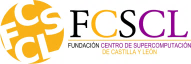 FCSCL
FCSCL
FUNDACIÓN CENTRO DE SUPERCOMPUTACIÓN
DE CASTILLA Y LEÓN